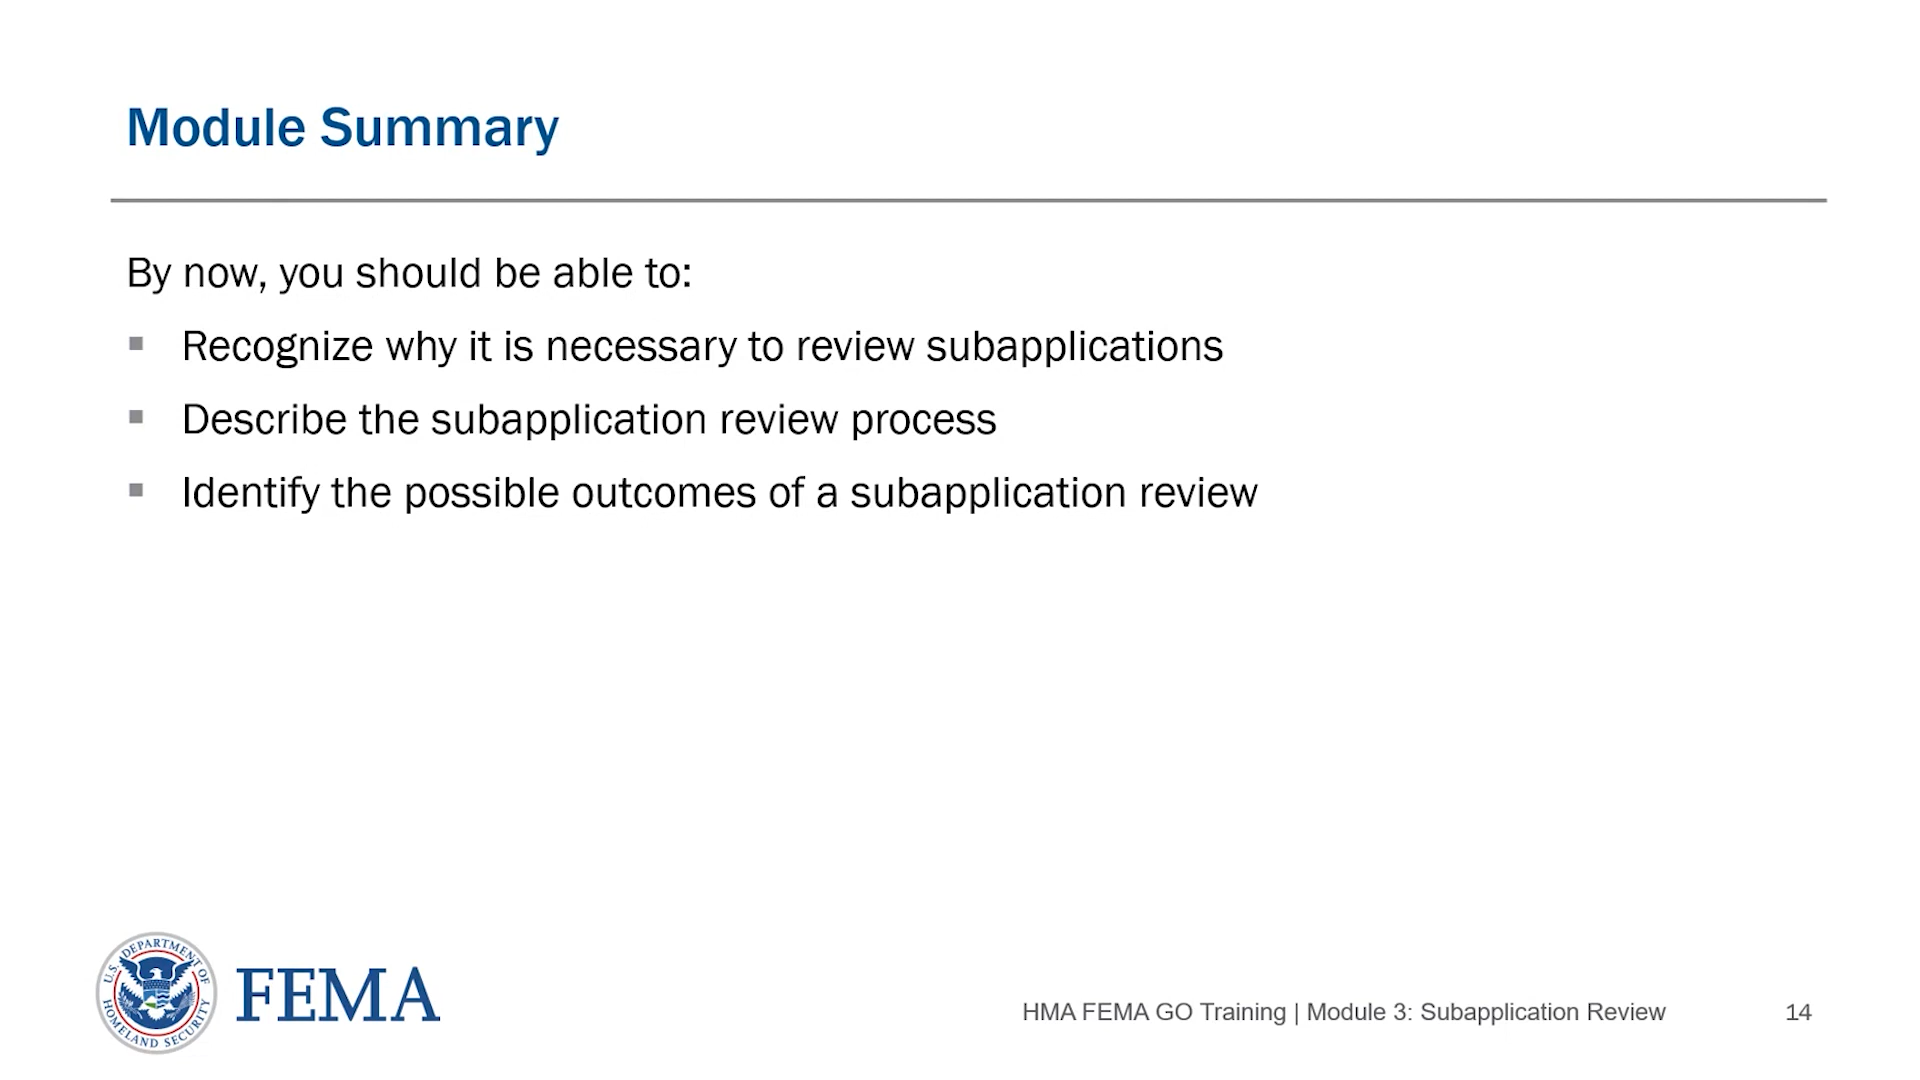 Module Summary
By now, you should be able to:
Recognize why it is necessary to review subapplications
Describe the subapplication review process
Identify the possible outcomes of a subapplication review
U.S. DEPARTMENT OF
HOMELAND SECURITY
FEMA
HMA FEMA GO Training | Module 3: Subapplication Review
14